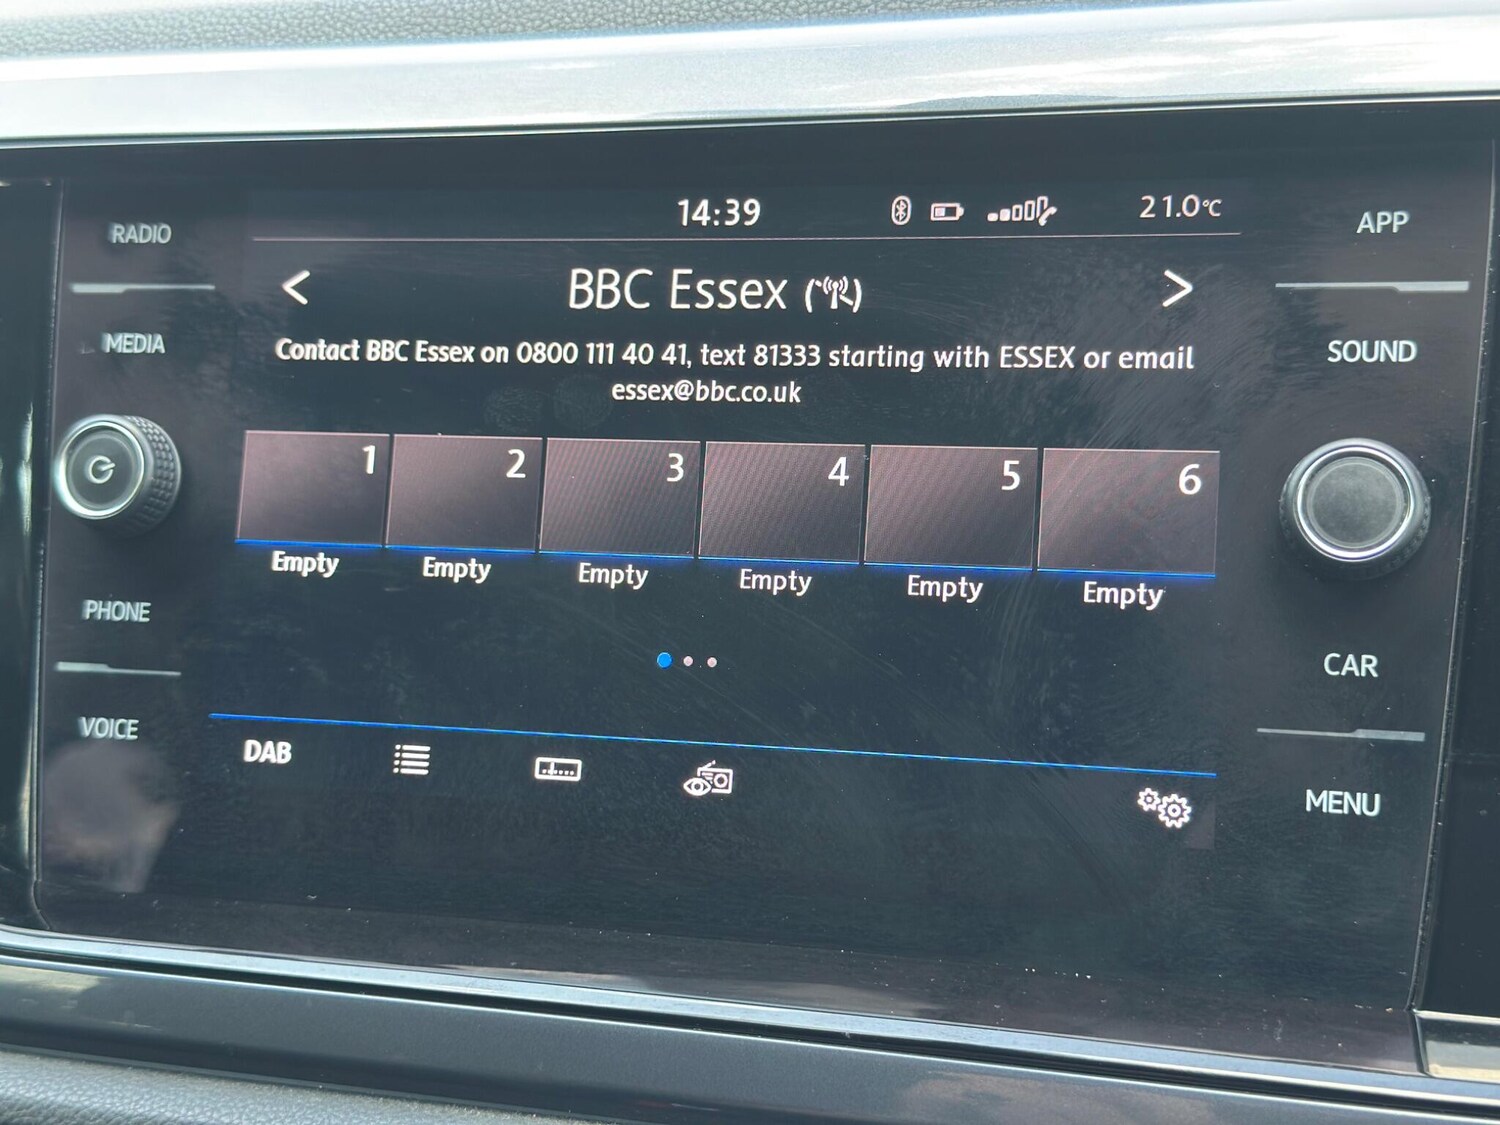 14:39
21.0°C
RADIO
APP
BBC Essex
MEDIA
SOUND
Contact BBC Essex on 0800 111 40 41, text 81333 starting with ESSEX or email
essex@bbc.co.uk
1 2 3 4 5 6
Empty Empty Empty Empty Empty Empty
PHONE
CAR
VOICE
DAB
MENU